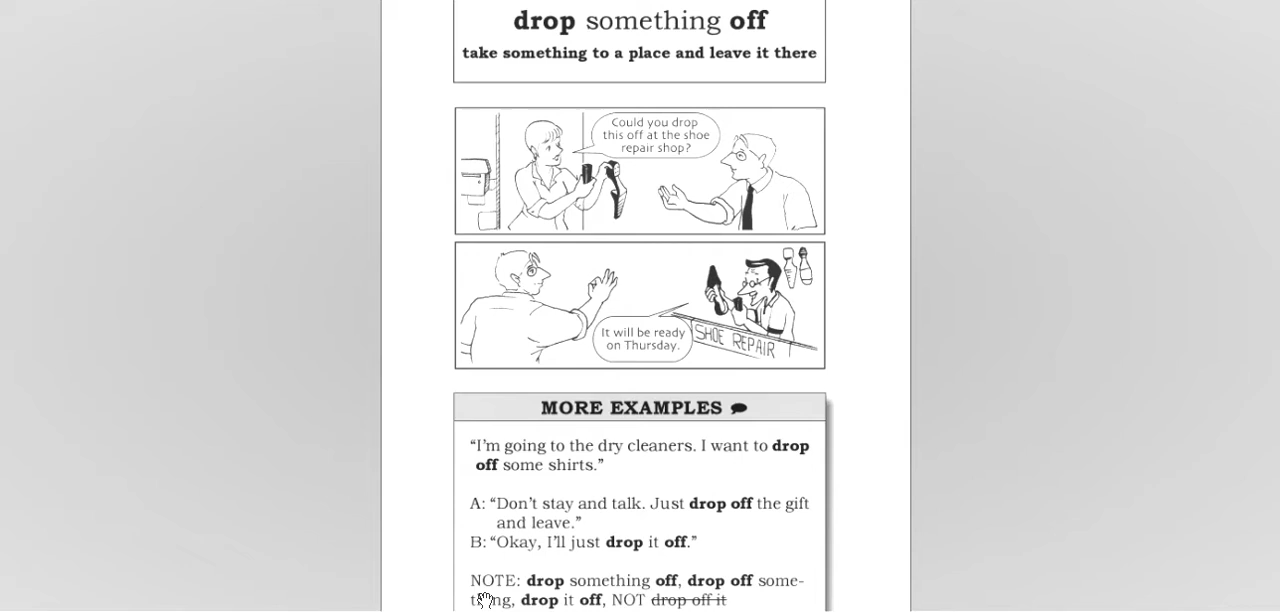 drop something off
take something to a place and leave it there
Could you drop
this off at the shoe
repair shop?
It will be ready
on Thursday.
SHOE REPAIR
MORE EXAMPLES
“I’m going to the dry cleaners. I want to drop
off some shirts.”
A: “Don’t stay and talk. Just drop off the gift
and leave.”
B: “Okay, I’ll just drop it off.”
NOTE: drop something off, drop off some-
thing, drop it off, NOT drop off it